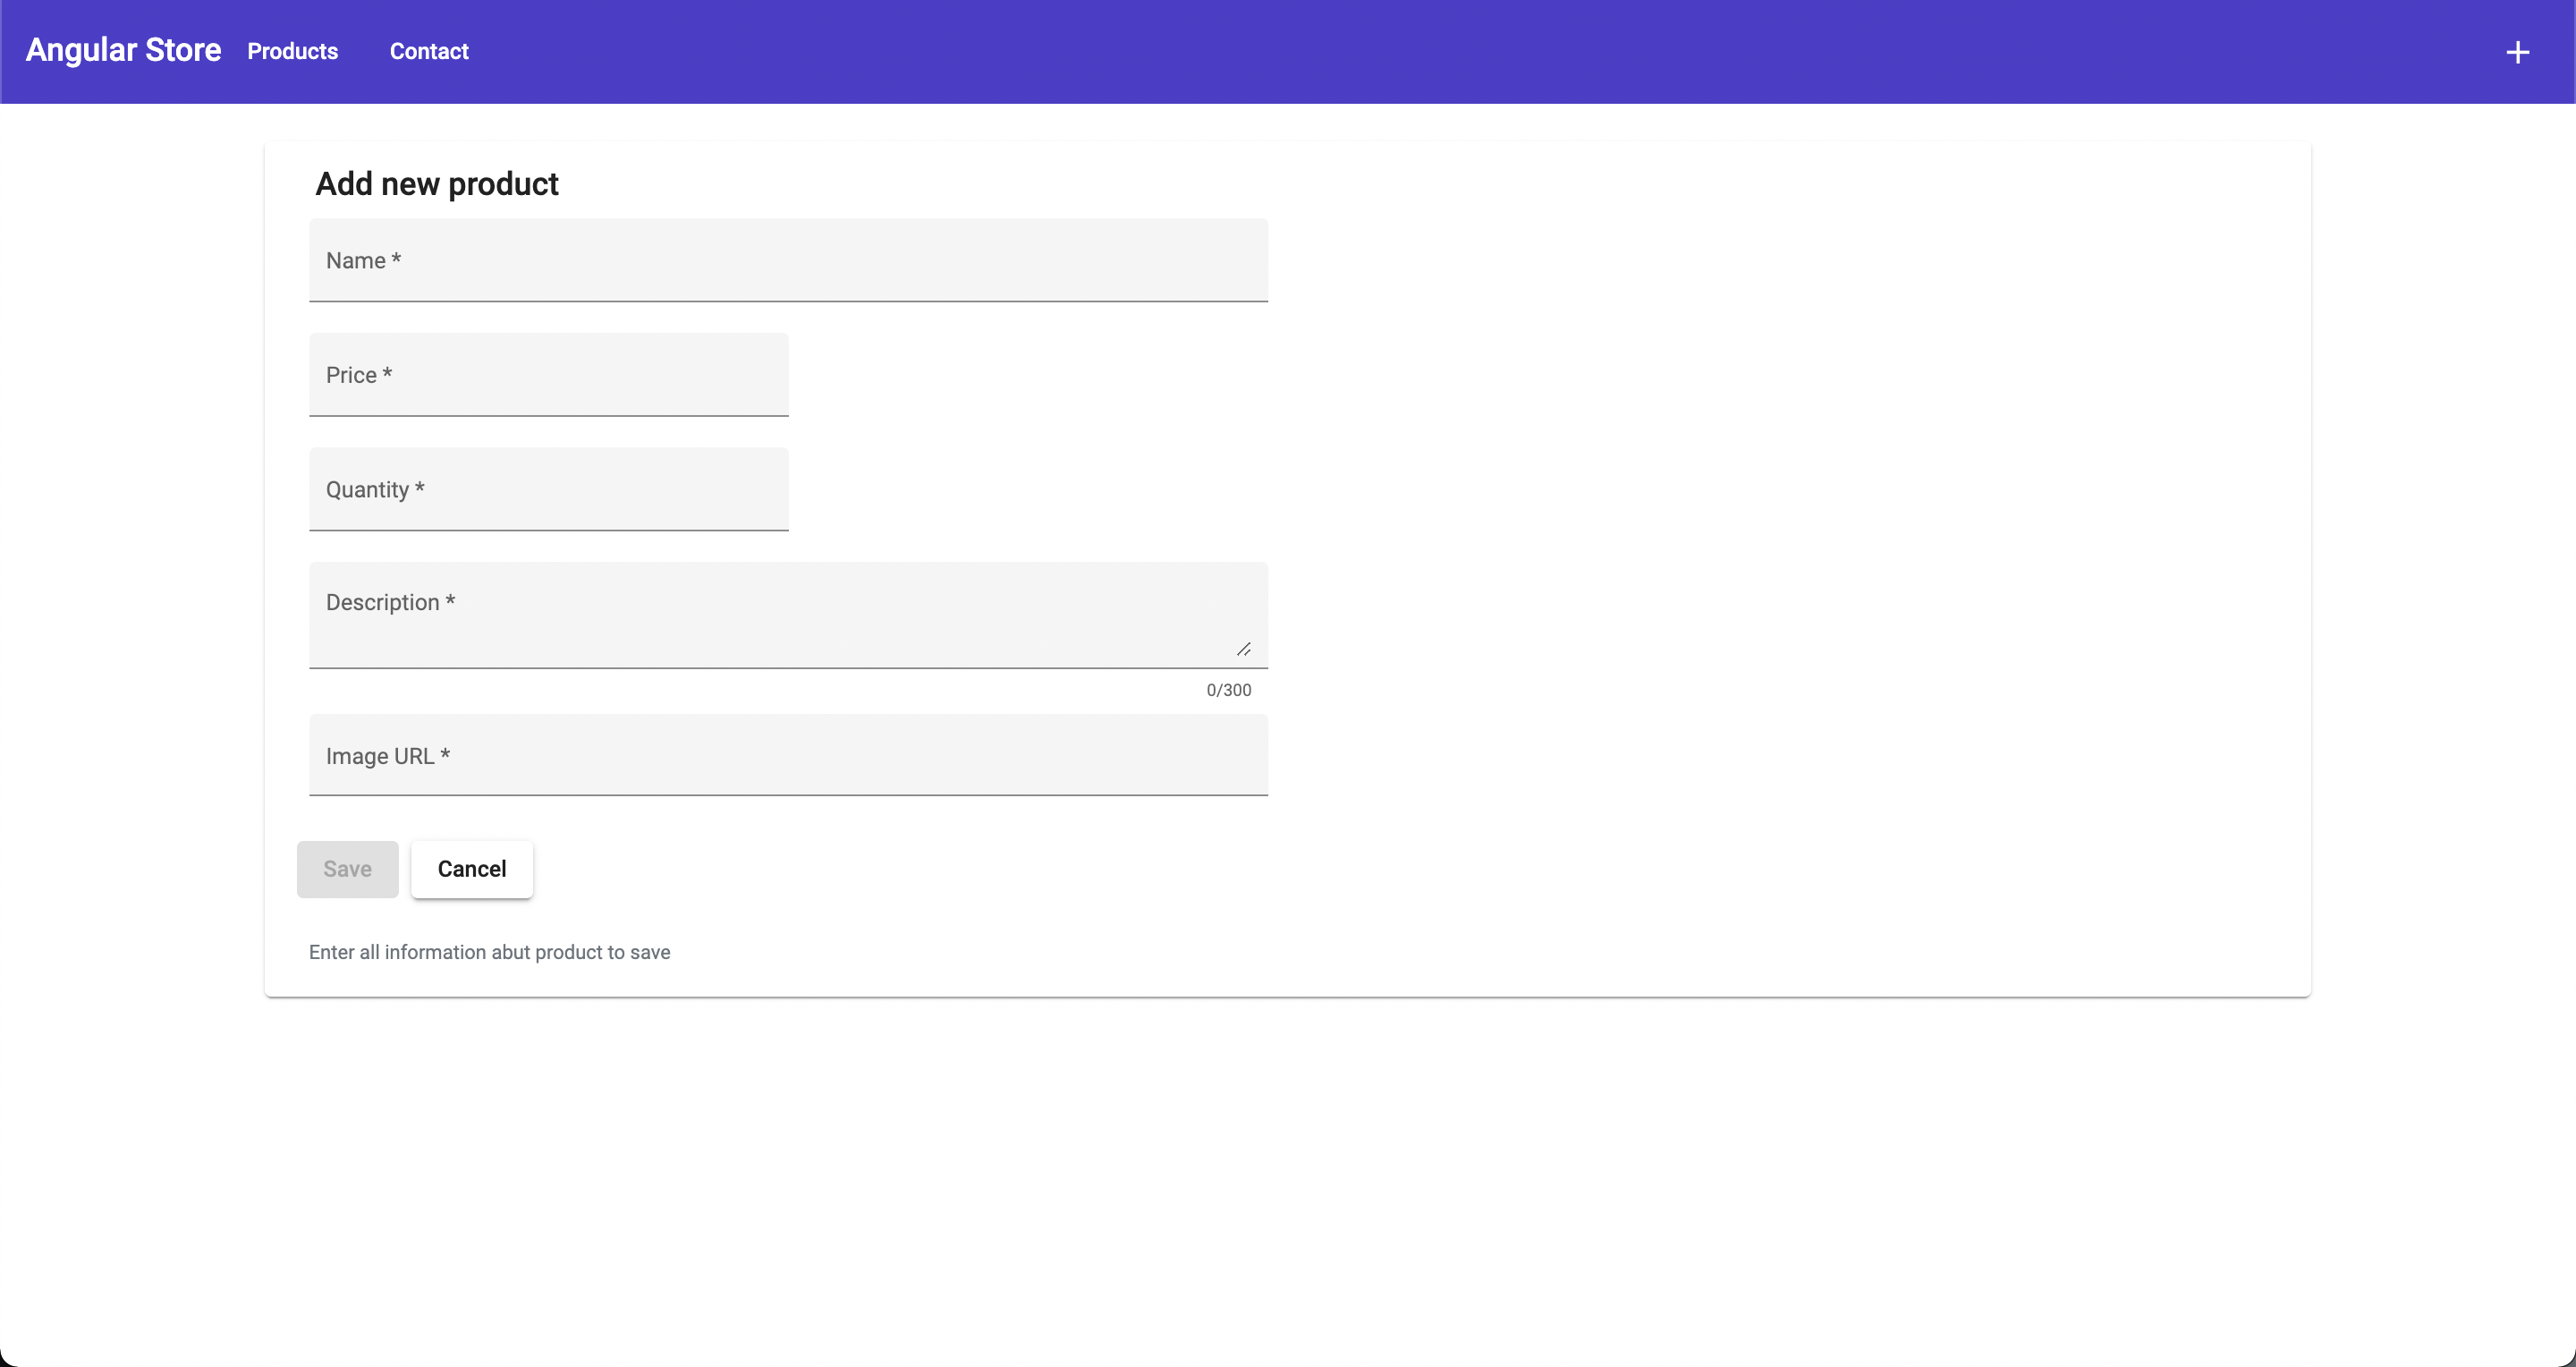 Angular Store Products Contact
Add new product
Name *
Price *
Quantity *
Description *
0/300
Image URL *
Save Cancel
Enter all information abut product to save